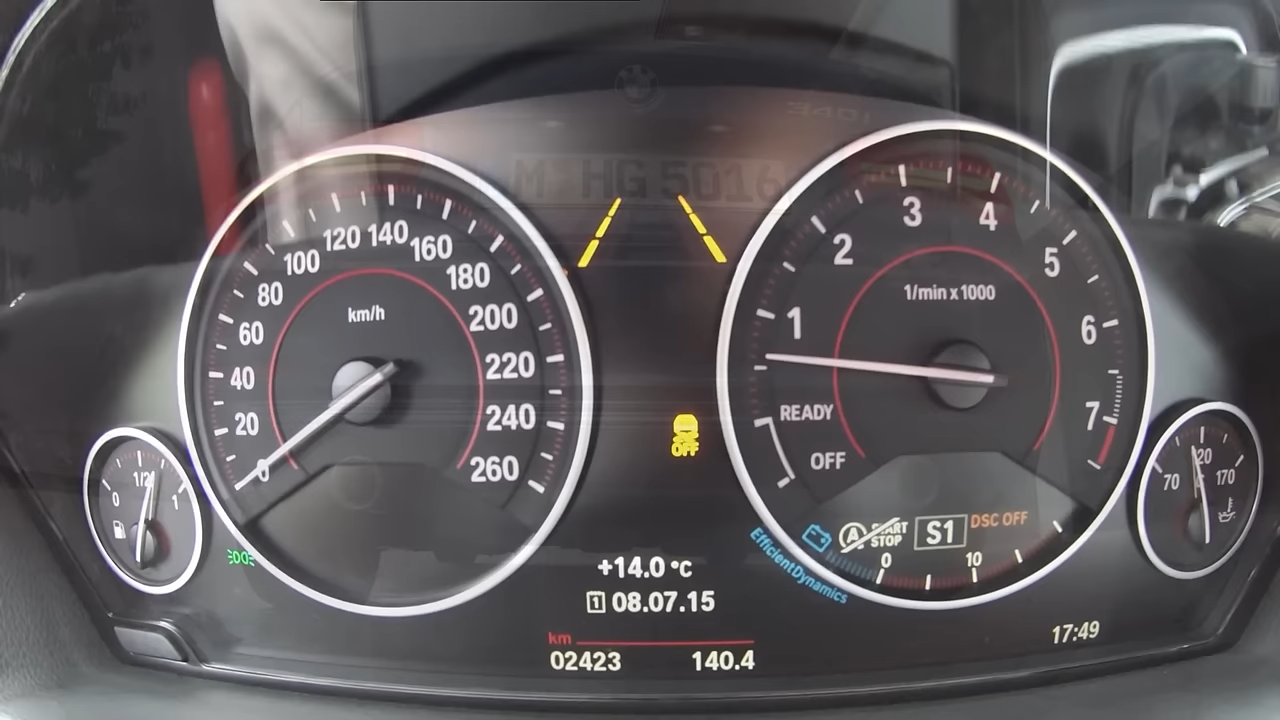 M HG 5016
0
20
40
60
80
100
120
140
160
180
200
220
240
260
km/h
OFF
READY
1
2
3
4
5
6
7
1/min x 1000
0
1/2
1
70
120
170
OFF
START
STOP
A
S1
DSC OFF
0
10
EfficientDynamics
+14.0 °C
1 08.07.15
km
02423 140.4
17:49